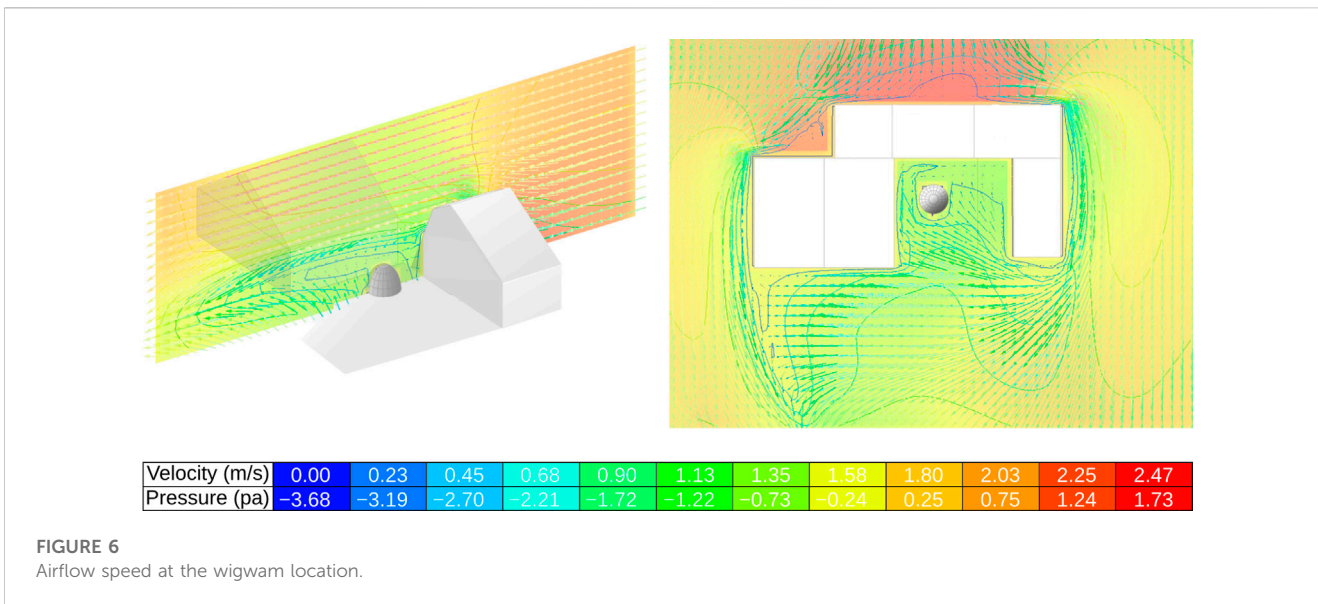 Velocity (m/s) 0.00 0.23 0.45 0.68 0.90 1.13 1.35 1.58 1.80 2.03 2.25 2.47
Pressure (pa) −3.68 −3.19 −2.70 −2.21 −1.72 −1.22 −0.73 −0.24 0.25 0.75 1.24 1.73
FIGURE 6
Airflow speed at the wigwam location.